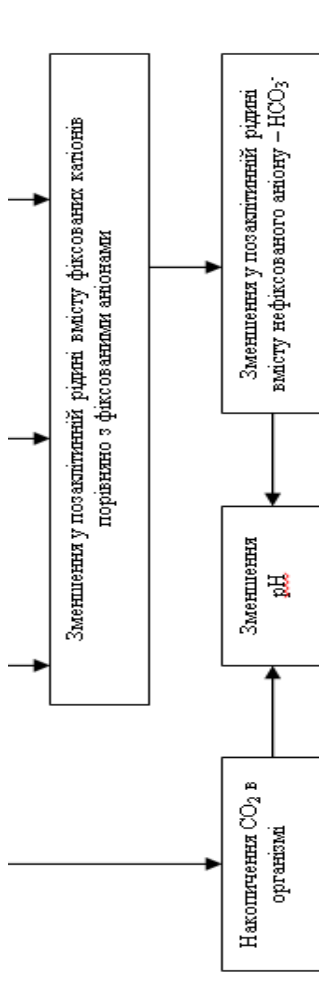 Зменшення у позаклітинній рідині вмісту фіксованих катіонів
порівняно з фіксованими аніонами
Накопичення CO₂ в
організмі
Зменшення
pH
Зменшення у позаклітинній рідині
вмісту нефіксованого аніону – HCO₃⁻